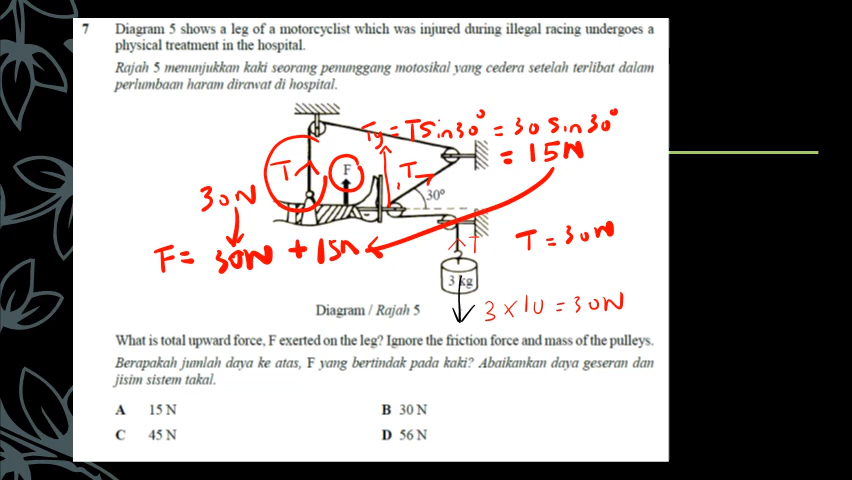 7 Diagram 5 shows a leg of a motorcyclist which was injured during illegal racing undergoes a
physical treatment in the hospital.
Rajah 5 menunjukkan kaki seorang penunggang motosikal yang cedera setelah terlibat dalam
perlumbaan haram dirawat di hospital.
Ty = T sin 30° = 30 sin 30°
= 15N
T
F
T
30°
30N
F = 30N + 15N
T
T = 30N
3 kg
3 x 10 = 30N
Diagram / Rajah 5
What is total upward force, F exerted on the leg? Ignore the friction force and mass of the pulleys.
Berapakah jumlah daya ke atas, F yang bertindak pada kaki? Abaikankan daya geseran dan
jisim sistem takal.
A 15 N B 30 N
C 45 N D 56 N